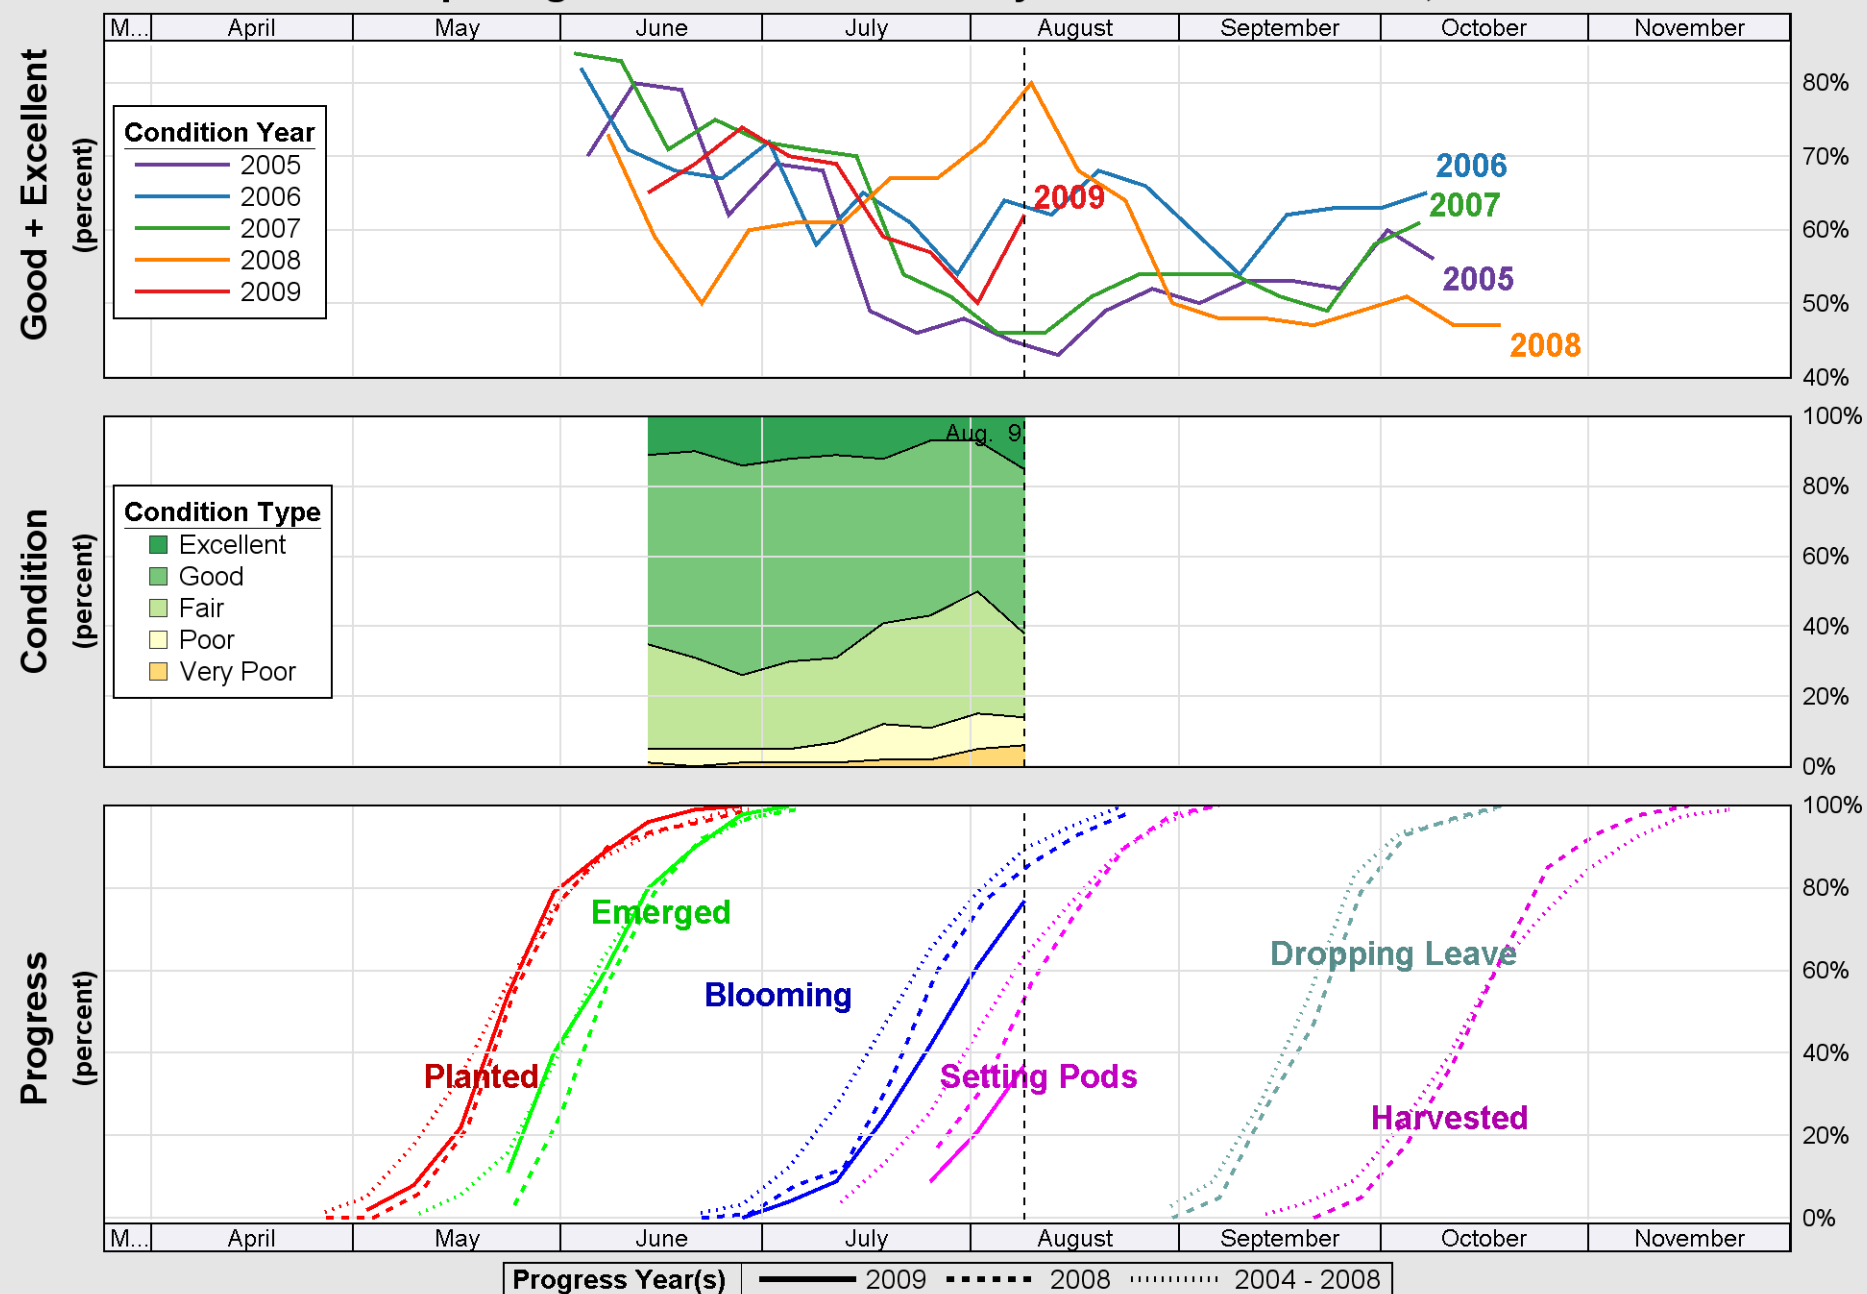 M... April May June July August September October November
Good + Excellent
(percent)
80%
70%
60%
50%
40%
Condition Year
2005
2006
2007
2008
2009
2009
2006
2007
2005
2008
Condition
(percent)
100%
80%
60%
40%
20%
0%
Aug. 9
Condition Type
Excellent
Good
Fair
Poor
Very Poor
Progress
(percent)
100%
80%
60%
40%
20%
0%
Emerged
Dropping Leave
Blooming
Planted
Setting Pods
Harvested
M... April May June July August September October November
Progress Year(s) 2009 2008 2004 - 2008